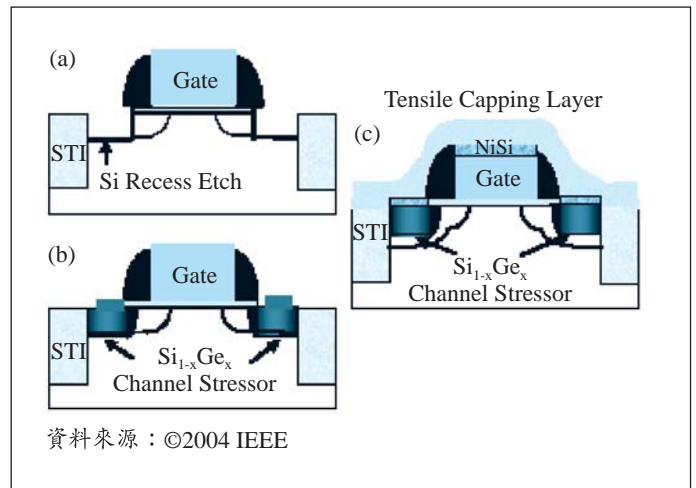 (a)
Gate
STI
Si Recess Etch
(b)
Gate
STI
Si₁₋ₓGeₓ
Channel Stressor
Tensile Capping Layer
(c)
NiSi
Gate
STI
Si₁₋ₓGeₓ
Channel Stressor
資料來源：©2004 IEEE